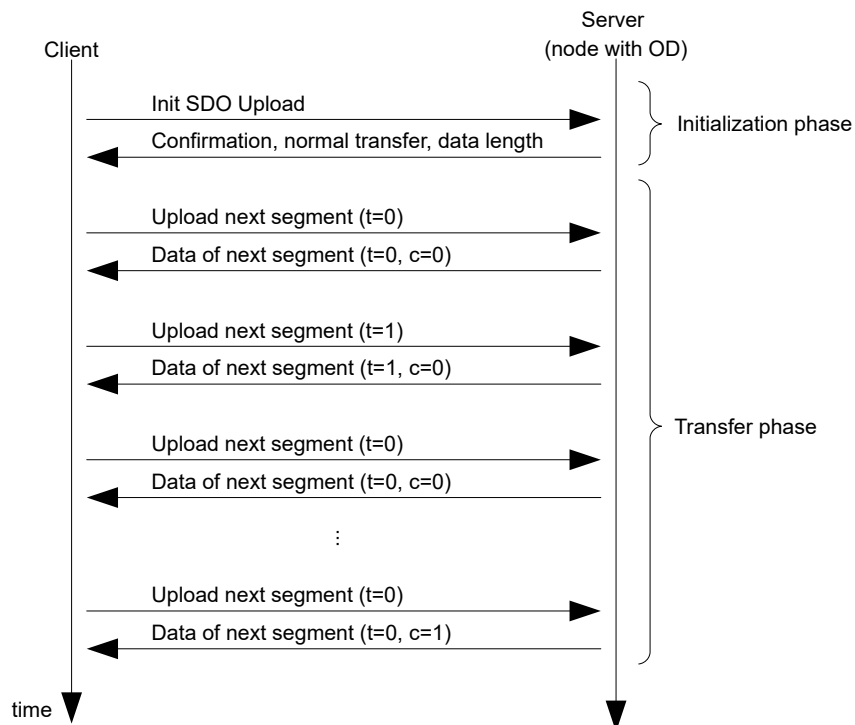 Server
Client
(node with OD)
Init SDO Upload
Confirmation, normal transfer, data length
Initialization phase
Upload next segment (t=0)
Data of next segment (t=0, c=0)
Upload next segment (t=1)
Data of next segment (t=1, c=0)
Transfer phase
Upload next segment (t=0)
Data of next segment (t=0, c=0)
...
Upload next segment (t=0)
Data of next segment (t=0, c=1)
time